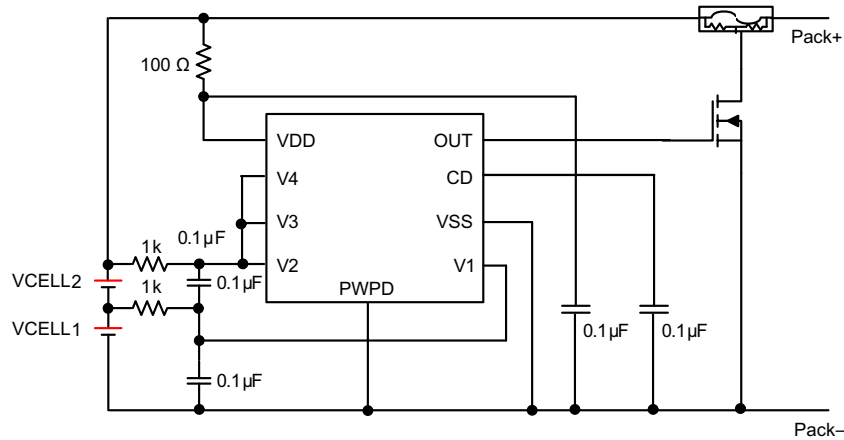 Pack+
100 Ω
VDD
OUT
V4
CD
V3
VSS
0.1µF
1k
V2
V1
VCELL2
0.1µF
1k
PWPD
VCELL1
0.1µF
0.1µF
0.1µF
Pack–